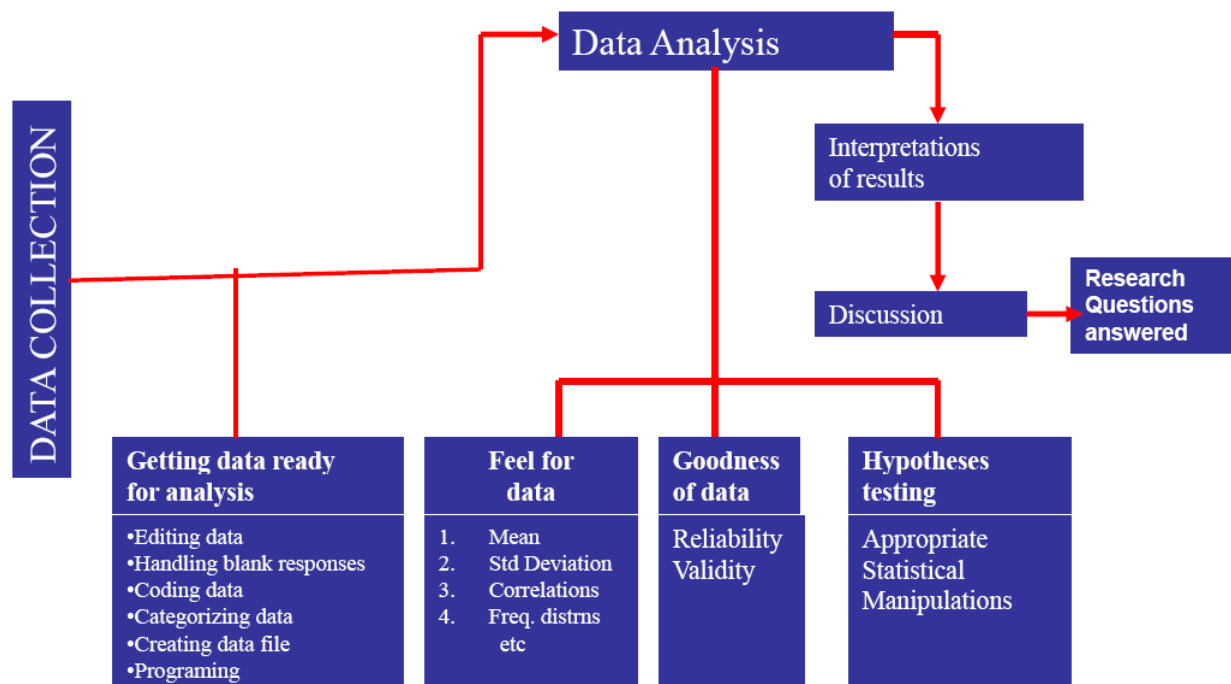 DATA COLLECTION
Data Analysis
Interpretations
of results
Discussion
Research
Questions
answered
Getting data ready
for analysis
•Editing data
•Handling blank responses
•Coding data
•Categorizing data
•Creating data file
•Programing
Feel for
data
1. Mean
2. Std Deviation
3. Correlations
4. Freq. distrns
etc
Goodness
of data
Reliability
Validity
Hypotheses
testing
Appropriate
Statistical
Manipulations